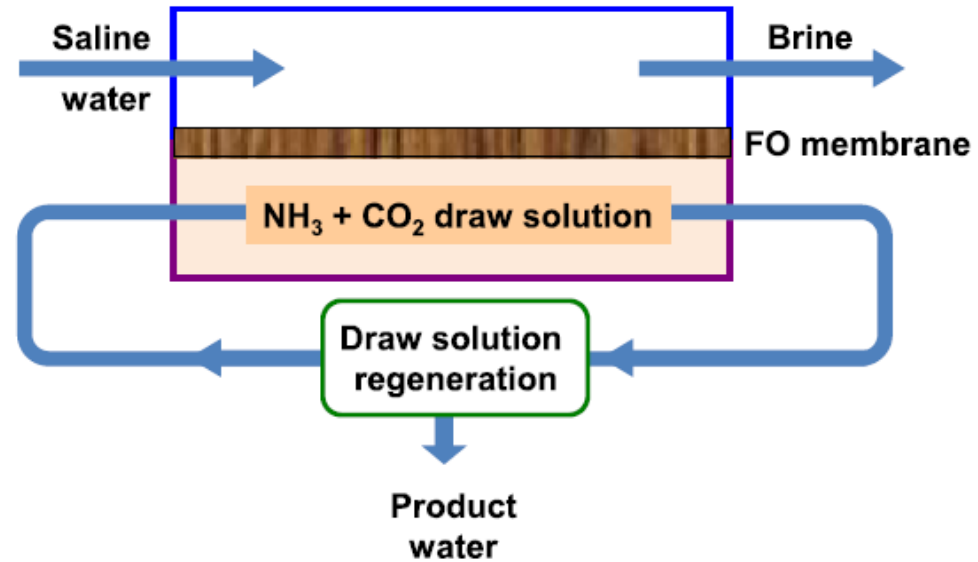 Saline
water
Brine
FO membrane
NH₃ + CO₂ draw solution
Draw solution
regeneration
Product
water